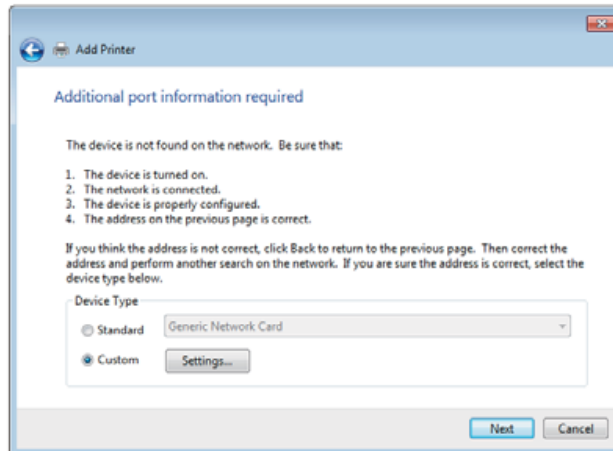 Add Printer
Additional port information required
The device is not found on the network. Be sure that:
1. The device is turned on.
2. The network is connected.
3. The device is properly configured.
4. The address on the previous page is correct.
If you think the address is not correct, click Back to return to the previous page. Then correct the
address and perform another search on the network. If you are sure the address is correct, select the
device type below.
Device Type
Standard Generic Network Card
Custom Settings...
Next Cancel